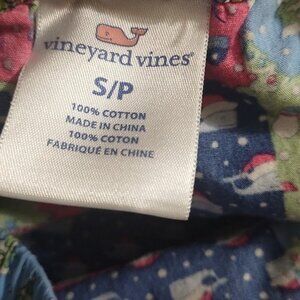 vineyard vines®
S/P
100% COTTON
MADE IN CHINA
100% COTON
FABRIQUÉ EN CHINE